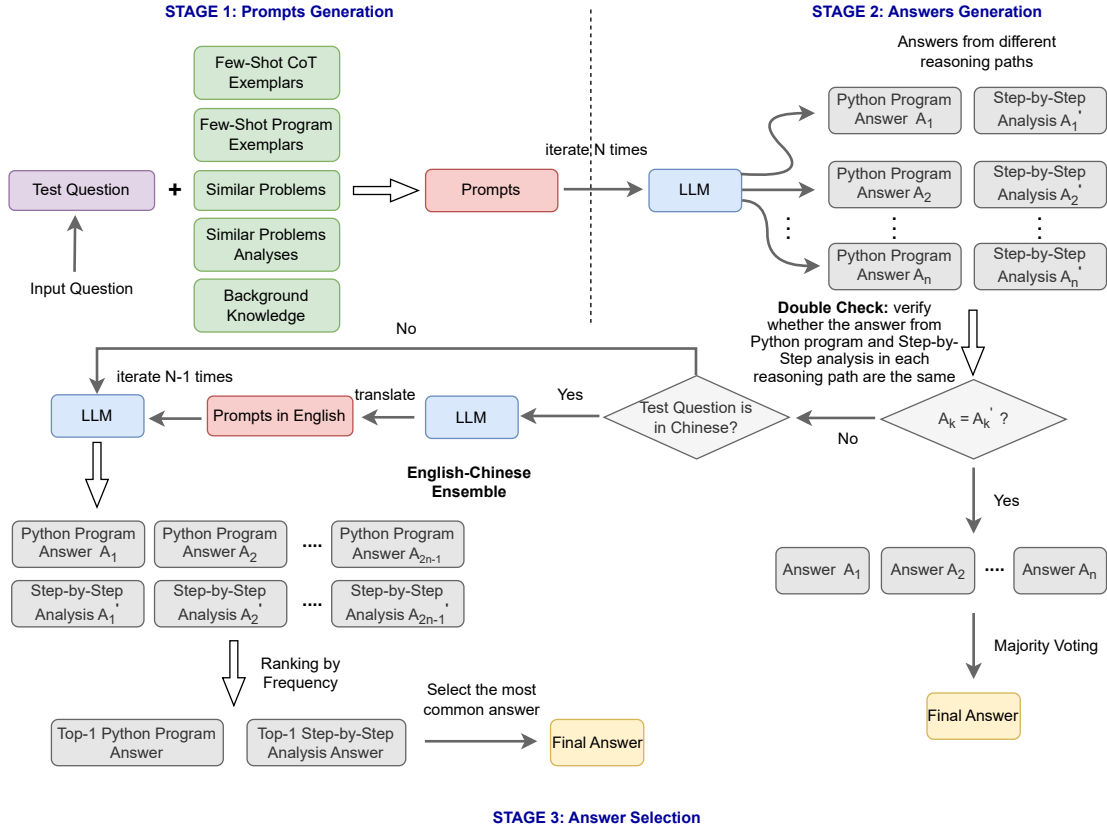 STAGE 1: Prompts Generation
STAGE 2: Answers Generation
Few-Shot CoT
Exemplars
Few-Shot Program
Exemplars
Test Question
+
Similar Problems
Similar Problems
Analyses
Background
Knowledge
Input Question
Prompts
iterate N times
LLM
Answers from different
reasoning paths
Python Program
Answer A1
Step-by-Step
Analysis A1'
Python Program
Answer A2
Step-by-Step
Analysis A2'
Python Program
Answer An
Step-by-Step
Analysis An'
Double Check: verify
whether the answer from
Python program and Step-by-
Step analysis in each
reasoning path are the same
Ak = Ak' ?
No
Yes
Test Question is
in Chinese?
No
Yes
LLM
translate
Prompts in English
iterate N-1 times
LLM
English-Chinese
Ensemble
Python Program
Answer A1
Python Program
Answer A2
....
Python Program
Answer A2n-1
Step-by-Step
Analysis A1'
Step-by-Step
Analysis A2'
....
Step-by-Step
Analysis A2n-1'
Ranking by
Frequency
Top-1 Python Program
Answer
Top-1 Step-by-Step
Analysis Answer
Select the most
common answer
Final Answer
Answer A1
Answer A2
....
Answer An
Majority Voting
Final Answer
STAGE 3: Answer Selection